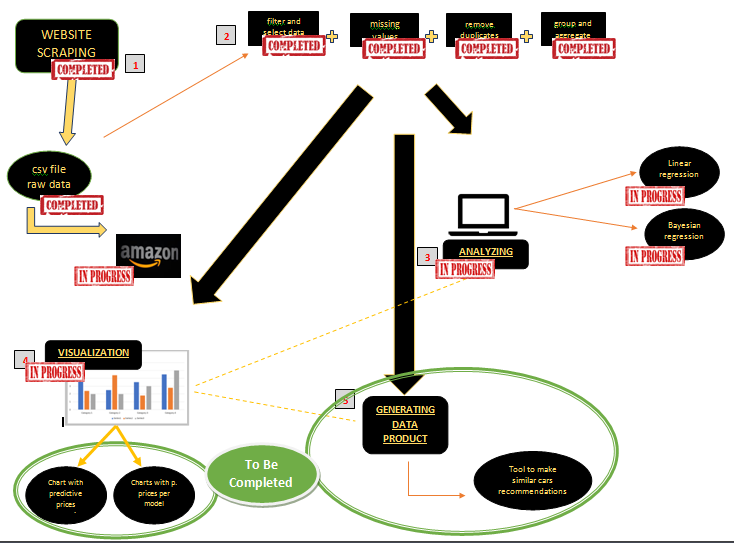 WEBSITE
SCRAPING
COMPLETED
1
2
filter and
select data
COMPLETED
missing
values
COMPLETED
remove
duplicates
COMPLETED
group and
aggregate
COMPLETED
csv file
raw data
COMPLETED
amazon
IN PROGRESS
Linear
regression
IN PROGRESS
Bayesian
regression
IN PROGRESS
3
ANALYZING
IN PROGRESS
4
VISUALIZATION
IN PROGRESS
5
GENERATING
DATA
PRODUCT
To Be
Completed
Chart with
predictive
prices
Charts with p.
prices per
model
Tool to make
similar cars
recommendations